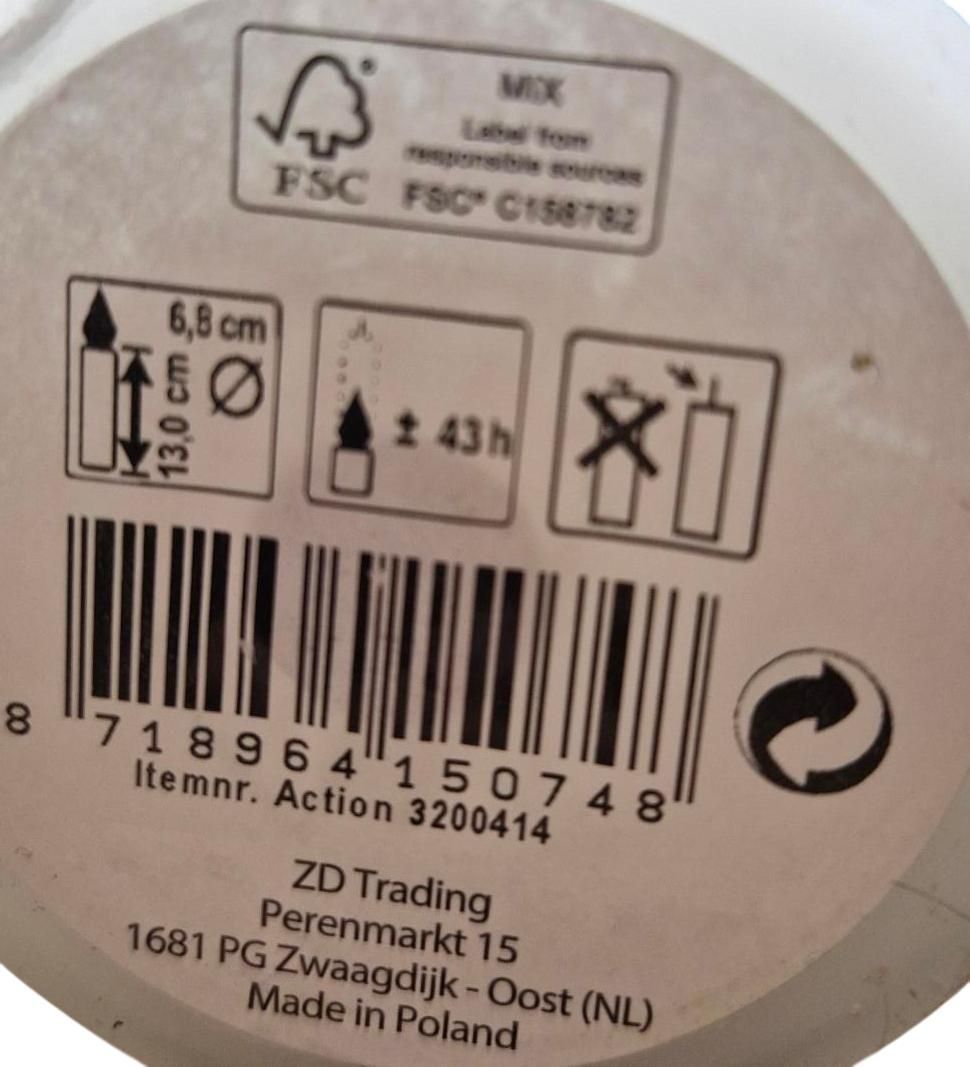 MIX
Label from
responsible sources
FSC® C158782
FSC
6,8 cm
13,0 cm
± 43 h
8 718964 150748
Itemnr. Action 3200414
ZD Trading
Perenmarkt 15
1681 PG Zwaagdijk - Oost (NL)
Made in Poland